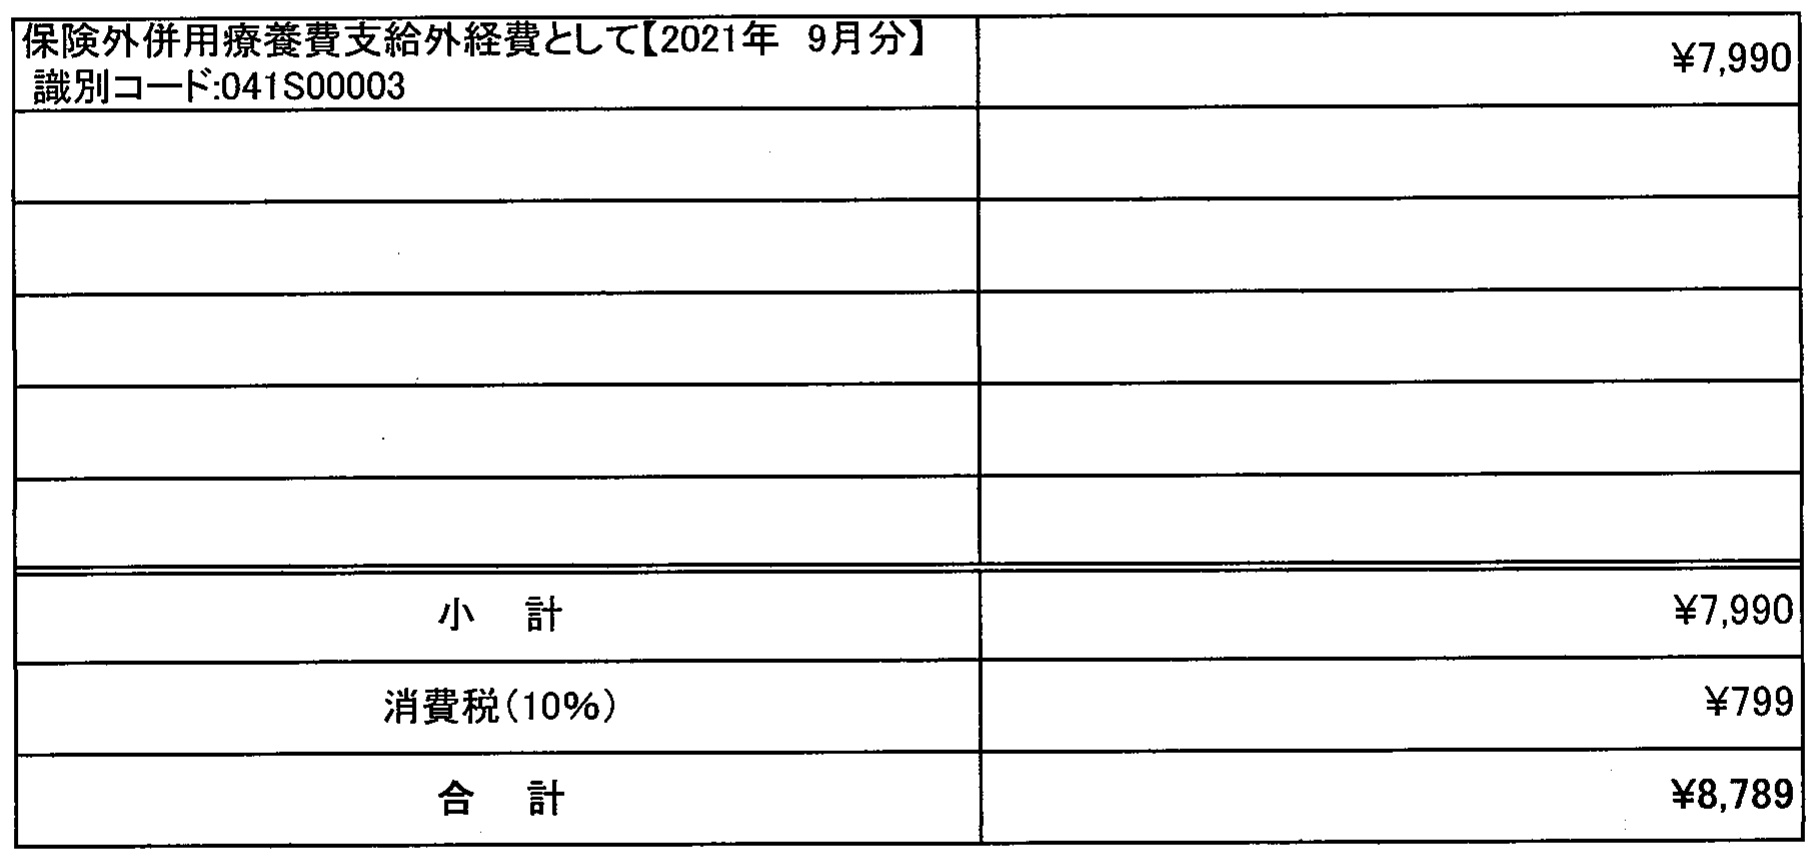 保険外併用療養費支給外経費として【2021年　9月分】
識別コード:041S00003
¥7,990
小　計
¥7,990
消費税(10%)
¥799
合　計
¥8,789